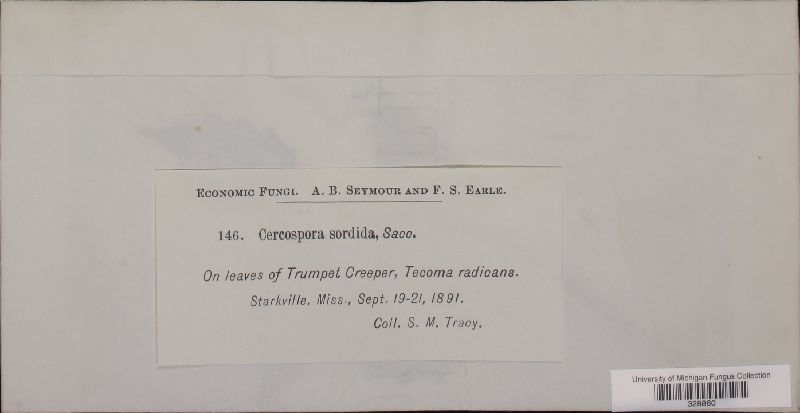 Economic Fungi. A. B. Seymour and F. S. Earle.
146. Cercospora sordida, Sacc.
On leaves of Trumpet Creeper, Tecoma radicans.
Starkville, Miss., Sept. 19-21, 1891.
Coll. S. M. Tracy.
University of Michigan Fungus Collection
328860